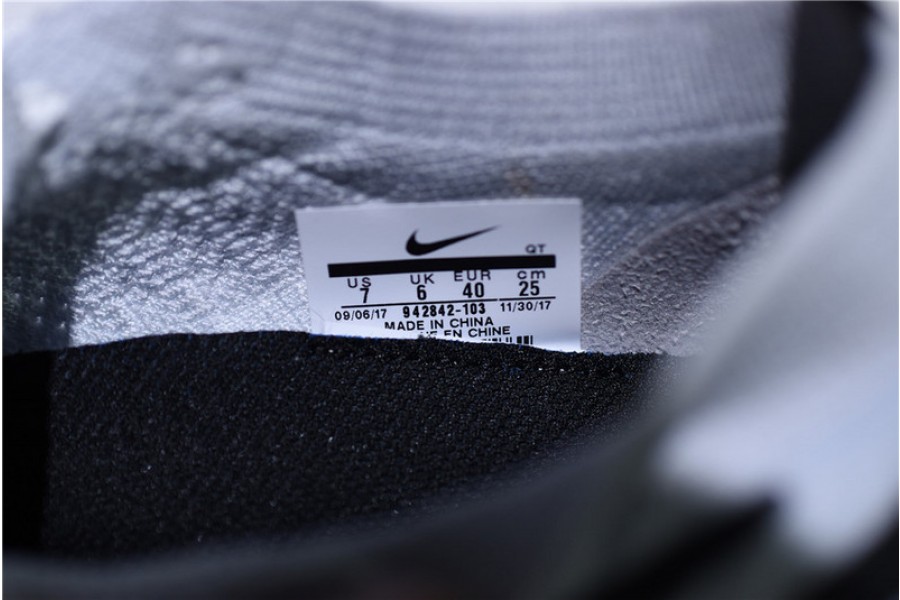 QT
US UK EUR cm
7 6 40 25
09/06/17 942842-103 11/30/17
MADE IN CHINA
EN CHINE